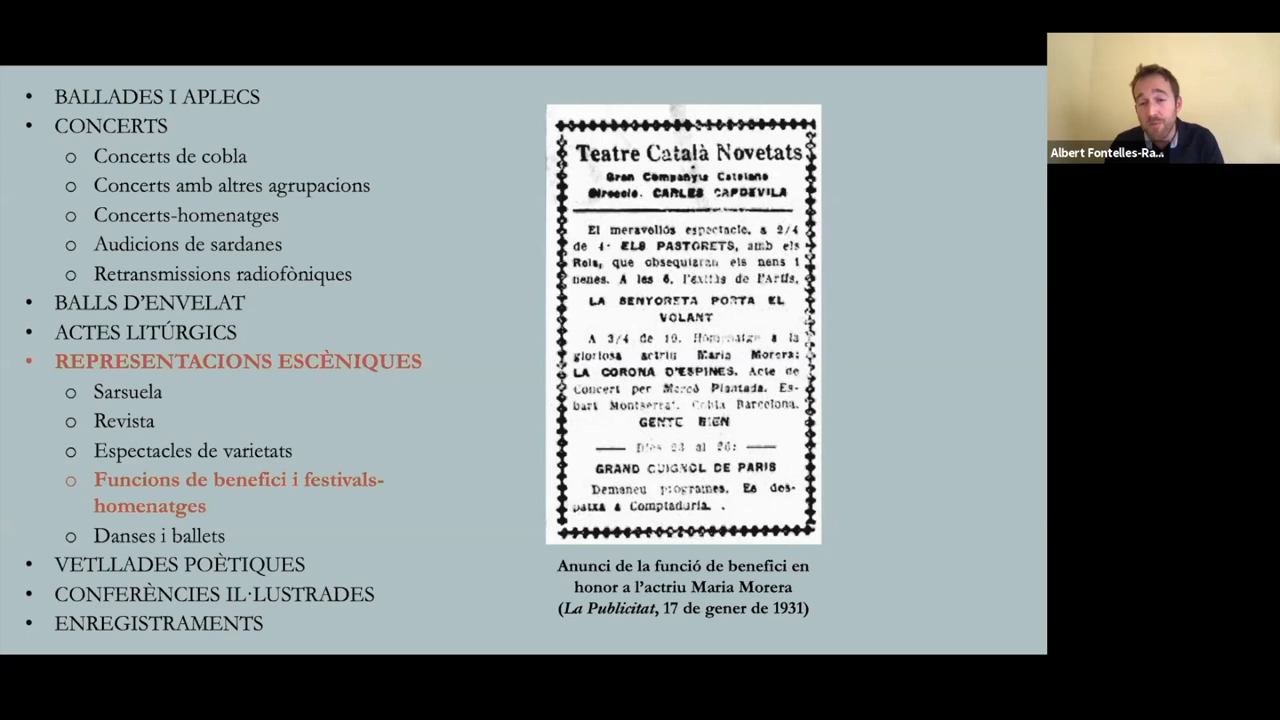 • BALLADES I APLECS
• CONCERTS
o Concerts de cobla
o Concerts amb altres agrupacions
o Concerts-homenatges
o Audicions de sardanes
o Retransmissions radiofòniques
• BALLS D'ENVELAT
• ACTES LITÚRGICS
• REPRESENTACIONS ESCÈNIQUES
o Sarsuela
o Revista
o Espectacles de varietats
o Funcions de benefici i festivals-
homenatges
o Danses i ballets
• VETLLADES POÈTIQUES
• CONFERÈNCIES IL·LUSTRADES
• ENREGISTRAMENTS
Teatre Català Novetats
Gran Companyia Catalana
Direcció. CARLES CAPDEVILA
El meravellós espectacle, a 2/4
de 4· ELS PASTORETS, amb els
Reis, que obsequiaran els nens i
nenes. A les 6, l'exitàs de l'Artís,
LA SENYORETA PORTA EL
VOLANT
A 3/4 de 10. Homenatge a la
gloriosa actriu Maria Morera:
LA CORONA D'ESPINES. Acte de
Concert per Mercè Plantada. Es-
bart Montserrat. Cobla Barcelona.
GENTE BIEN
Dies 23 al 26:
GRAND GUIGNOL DE PARIS
Demaneu programes. Es des-
patxa a Comptaduria.
Anunci de la funció de benefici en
honor a l'actriu Maria Morera
(La Publicitat, 17 de gener de 1931)
Albert Fontelles-Ra...